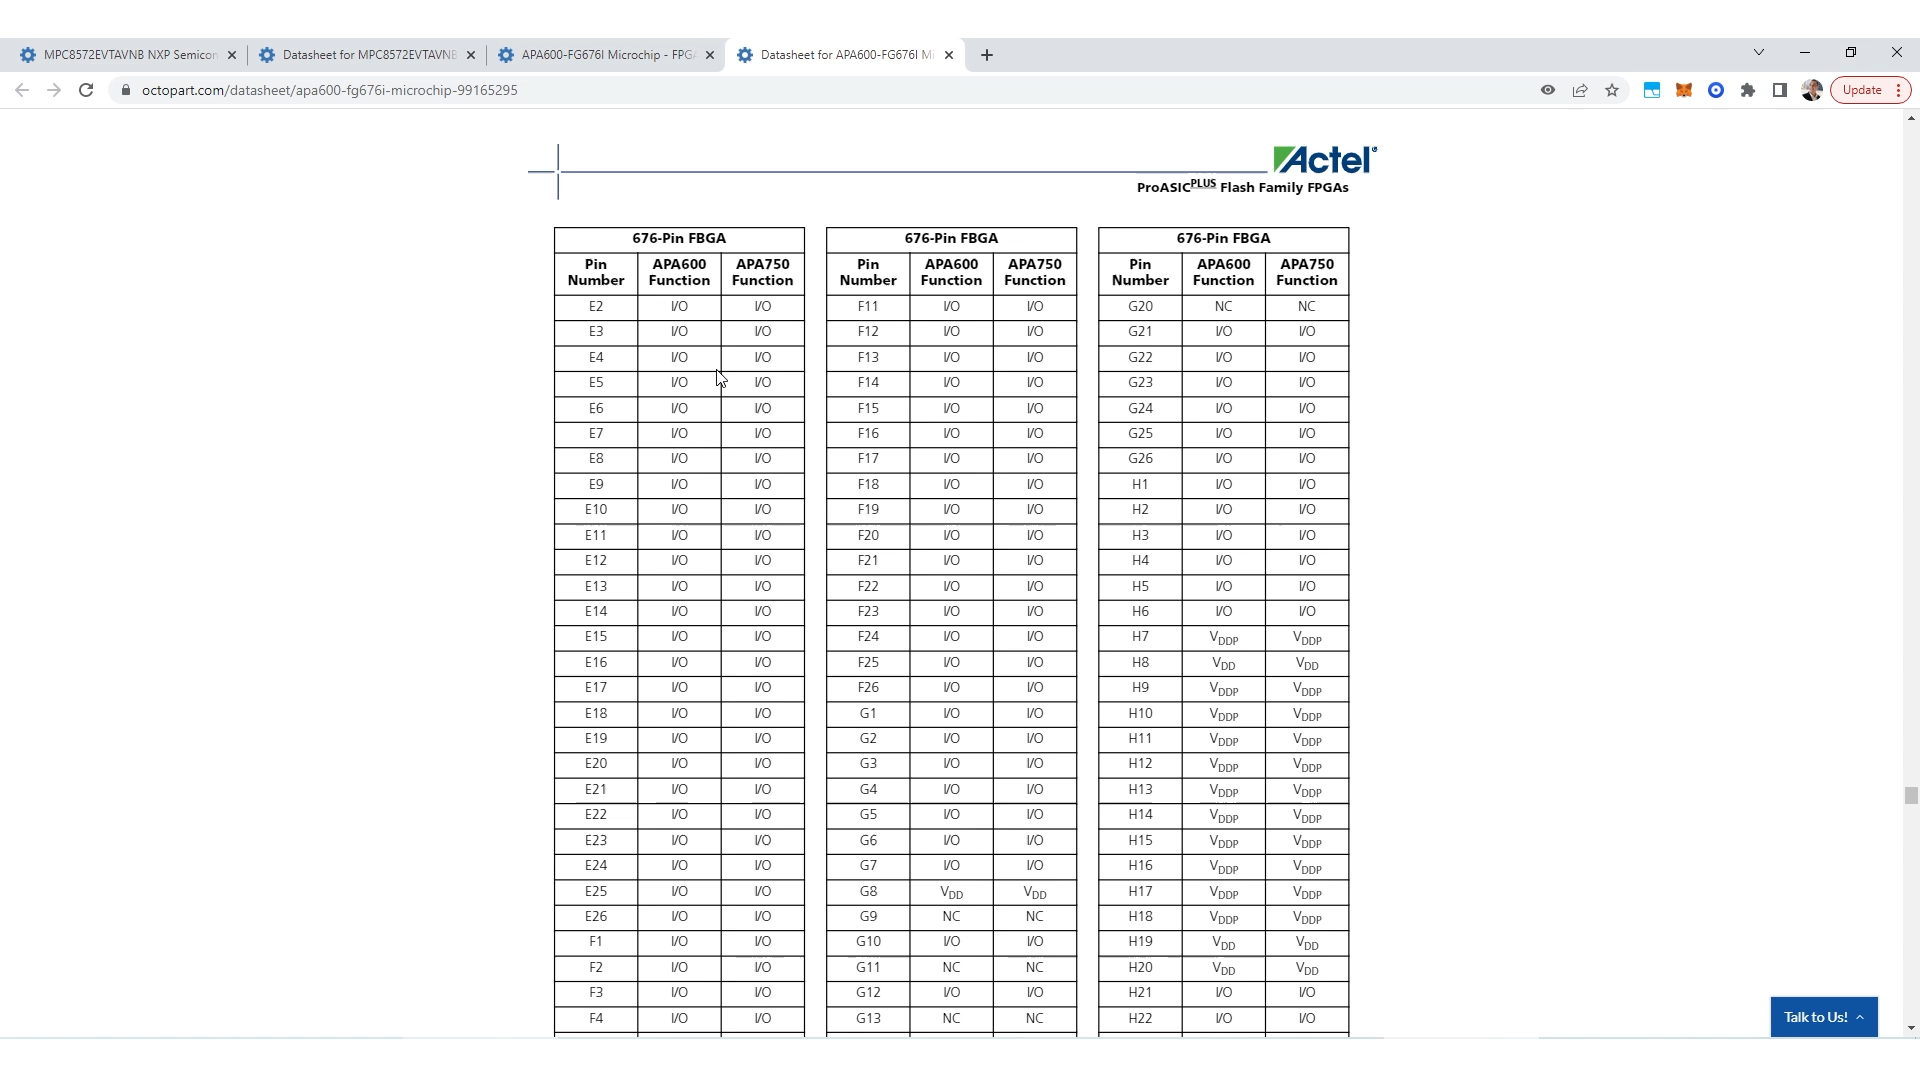 MPC8572EVTAVNB NXP Semicon
Datasheet for MPC8572EVTAVNB
APA600-FG676I Microchip - FPGA
Datasheet for APA600-FG676I Mi
octopart.com/datasheet/apa600-fg676i-microchip-99165295
Update
Actel
ProASICPLUS Flash Family FPGAs
676-Pin FBGA
Pin Number APA600 Function APA750 Function
E2 I/O I/O
E3 I/O I/O
E4 I/O I/O
E5 I/O I/O
E6 I/O I/O
E7 I/O I/O
E8 I/O I/O
E9 I/O I/O
E10 I/O I/O
E11 I/O I/O
E12 I/O I/O
E13 I/O I/O
E14 I/O I/O
E15 I/O I/O
E16 I/O I/O
E17 I/O I/O
E18 I/O I/O
E19 I/O I/O
E20 I/O I/O
E21 I/O I/O
E22 I/O I/O
E23 I/O I/O
E24 I/O I/O
E25 I/O I/O
E26 I/O I/O
F1 I/O I/O
F2 I/O I/O
F3 I/O I/O
F4 I/O I/O
676-Pin FBGA
Pin Number APA600 Function APA750 Function
F11 I/O I/O
F12 I/O I/O
F13 I/O I/O
F14 I/O I/O
F15 I/O I/O
F16 I/O I/O
F17 I/O I/O
F18 I/O I/O
F19 I/O I/O
F20 I/O I/O
F21 I/O I/O
F22 I/O I/O
F23 I/O I/O
F24 I/O I/O
F25 I/O I/O
F26 I/O I/O
G1 I/O I/O
G2 I/O I/O
G3 I/O I/O
G4 I/O I/O
G5 I/O I/O
G6 I/O I/O
G7 I/O I/O
G8 VDD VDD
G9 NC NC
G10 I/O I/O
G11 NC NC
G12 I/O I/O
G13 NC NC
676-Pin FBGA
Pin Number APA600 Function APA750 Function
G20 NC NC
G21 I/O I/O
G22 I/O I/O
G23 I/O I/O
G24 I/O I/O
G25 I/O I/O
G26 I/O I/O
H1 I/O I/O
H2 I/O I/O
H3 I/O I/O
H4 I/O I/O
H5 I/O I/O
H6 I/O I/O
H7 VDDP VDDP
H8 VDD VDD
H9 VDDP VDDP
H10 VDDP VDDP
H11 VDDP VDDP
H12 VDDP VDDP
H13 VDDP VDDP
H14 VDDP VDDP
H15 VDDP VDDP
H16 VDDP VDDP
H17 VDDP VDDP
H18 VDDP VDDP
H19 VDD VDD
H20 VDD VDD
H21 I/O I/O
H22 I/O I/O
Talk to Us!